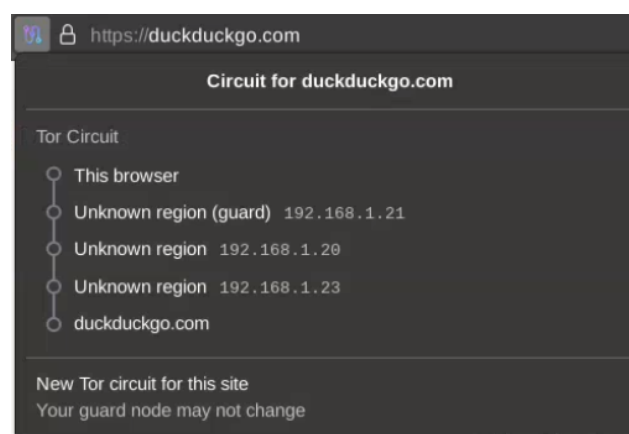 https://duckduckgo.com
Circuit for duckduckgo.com
Tor Circuit
This browser
Unknown region (guard) 192.168.1.21
Unknown region 192.168.1.20
Unknown region 192.168.1.23
duckduckgo.com
New Tor circuit for this site
Your guard node may not change